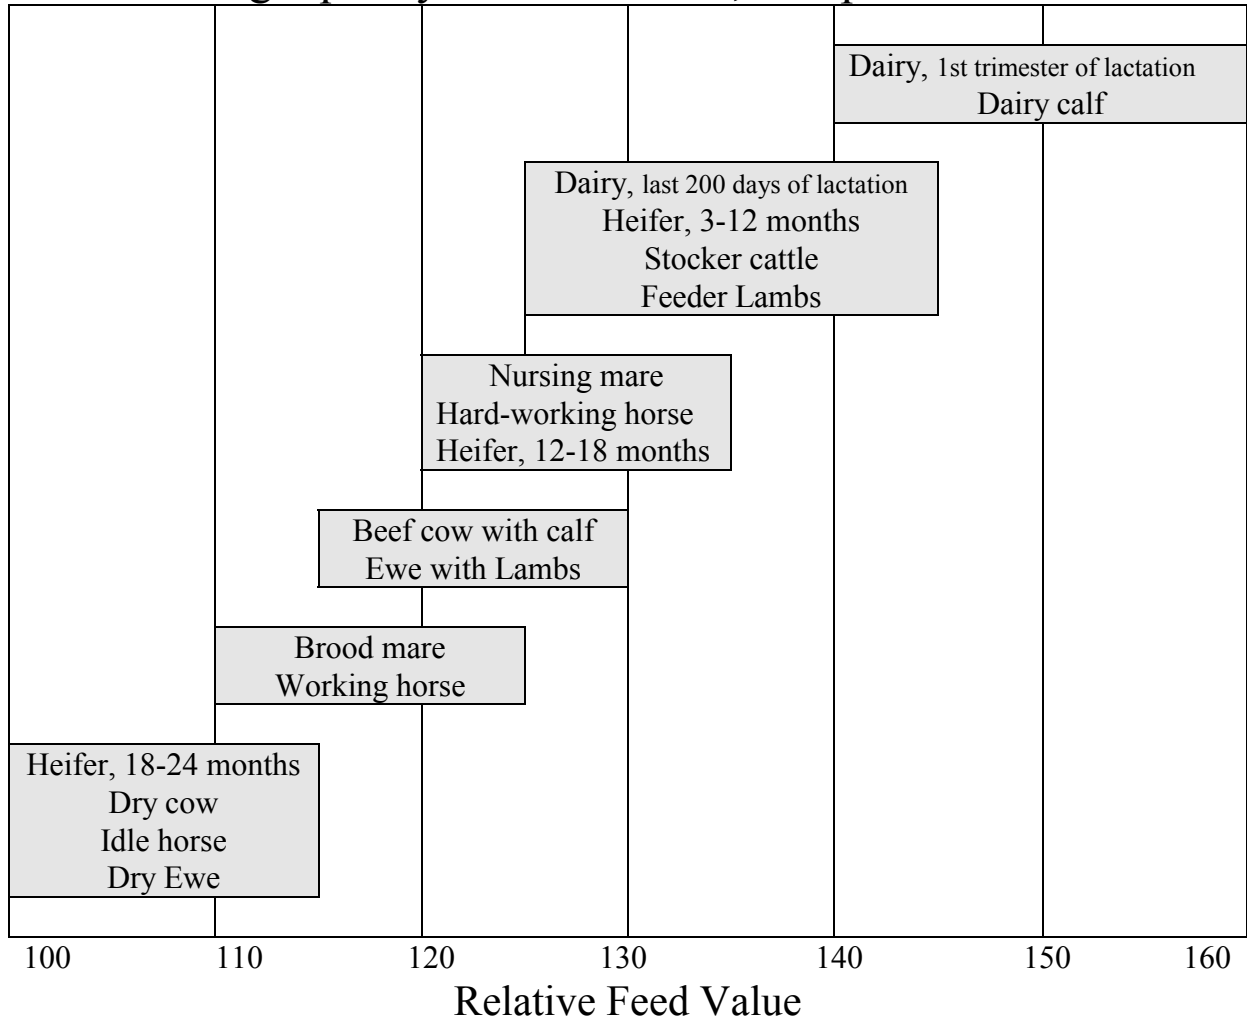 Dairy, 1st trimester of lactation
Dairy calf
Dairy, last 200 days of lactation
Heifer, 3-12 months
Stocker cattle
Feeder Lambs
Nursing mare
Hard-working horse
Heifer, 12-18 months
Beef cow with calf
Ewe with Lambs
Brood mare
Working horse
Heifer, 18-24 months
Dry cow
Idle horse
Dry Ewe
100 110 120 130 140 150 160
Relative Feed Value